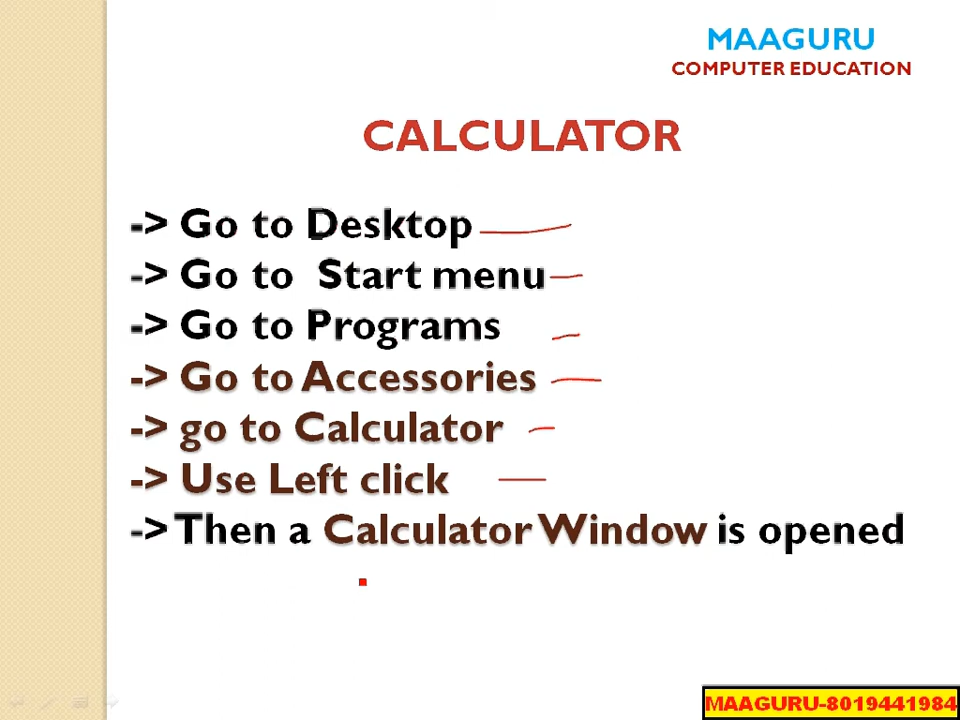 MAAGURU
COMPUTER EDUCATION
CALCULATOR
-> Go to Desktop
-> Go to Start menu
-> Go to Programs
-> Go to Accessories
-> go to Calculator
-> Use Left click
-> Then a Calculator Window is opened
MAAGURU-8019441984